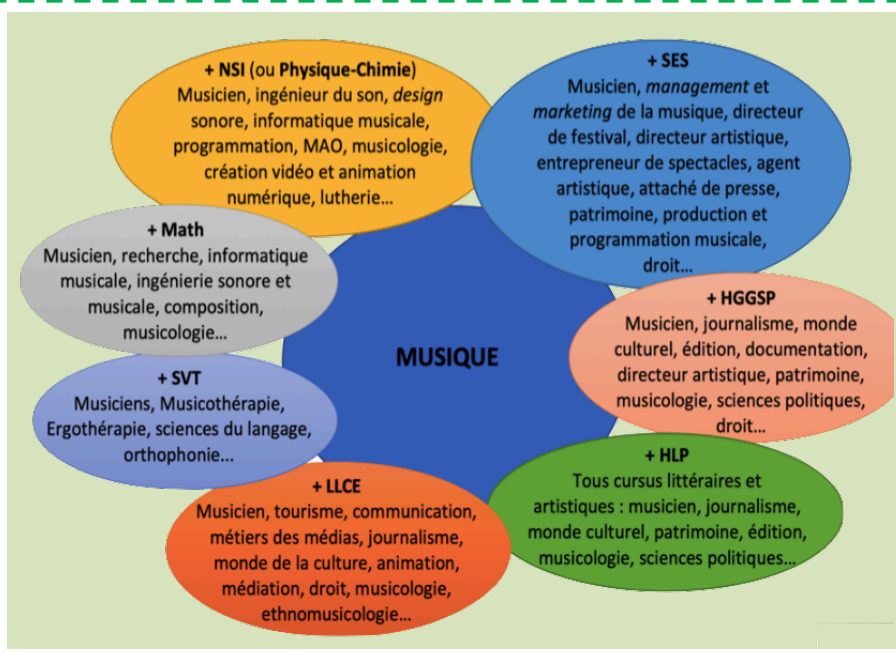 + NSI (ou Physique-Chimie)
Musicien, ingénieur du son, design
sonore, informatique musicale,
programmation, MAO, musicologie,
création vidéo et animation
numérique, lutherie...
+ SES
Musicien, management et
marketing de la musique, directeur
de festival, directeur artistique,
entrepreneur de spectacles, agent
artistique, attaché de presse,
patrimoine, production et
programmation musicale,
droit...
+ Math
Musicien, recherche, informatique
musicale, ingénierie sonore et
musicale, composition,
musicologie...
MUSIQUE
+ HGGSP
Musicien, journalisme, monde
culturel, édition, documentation,
directeur artistique, patrimoine,
musicologie, sciences politiques,
droit...
+ SVT
Musiciens, Musicothérapie,
Ergothérapie, sciences du langage,
orthophonie...
+ HLP
Tous cursus littéraires et
artistiques : musicien, journalisme,
monde culturel, patrimoine, édition,
musicologie, sciences politiques...
+ LLCE
Musicien, tourisme, communication,
métiers des médias, journalisme,
monde de la culture, animation,
médiation, droit, musicologie,
ethnomusicologie...